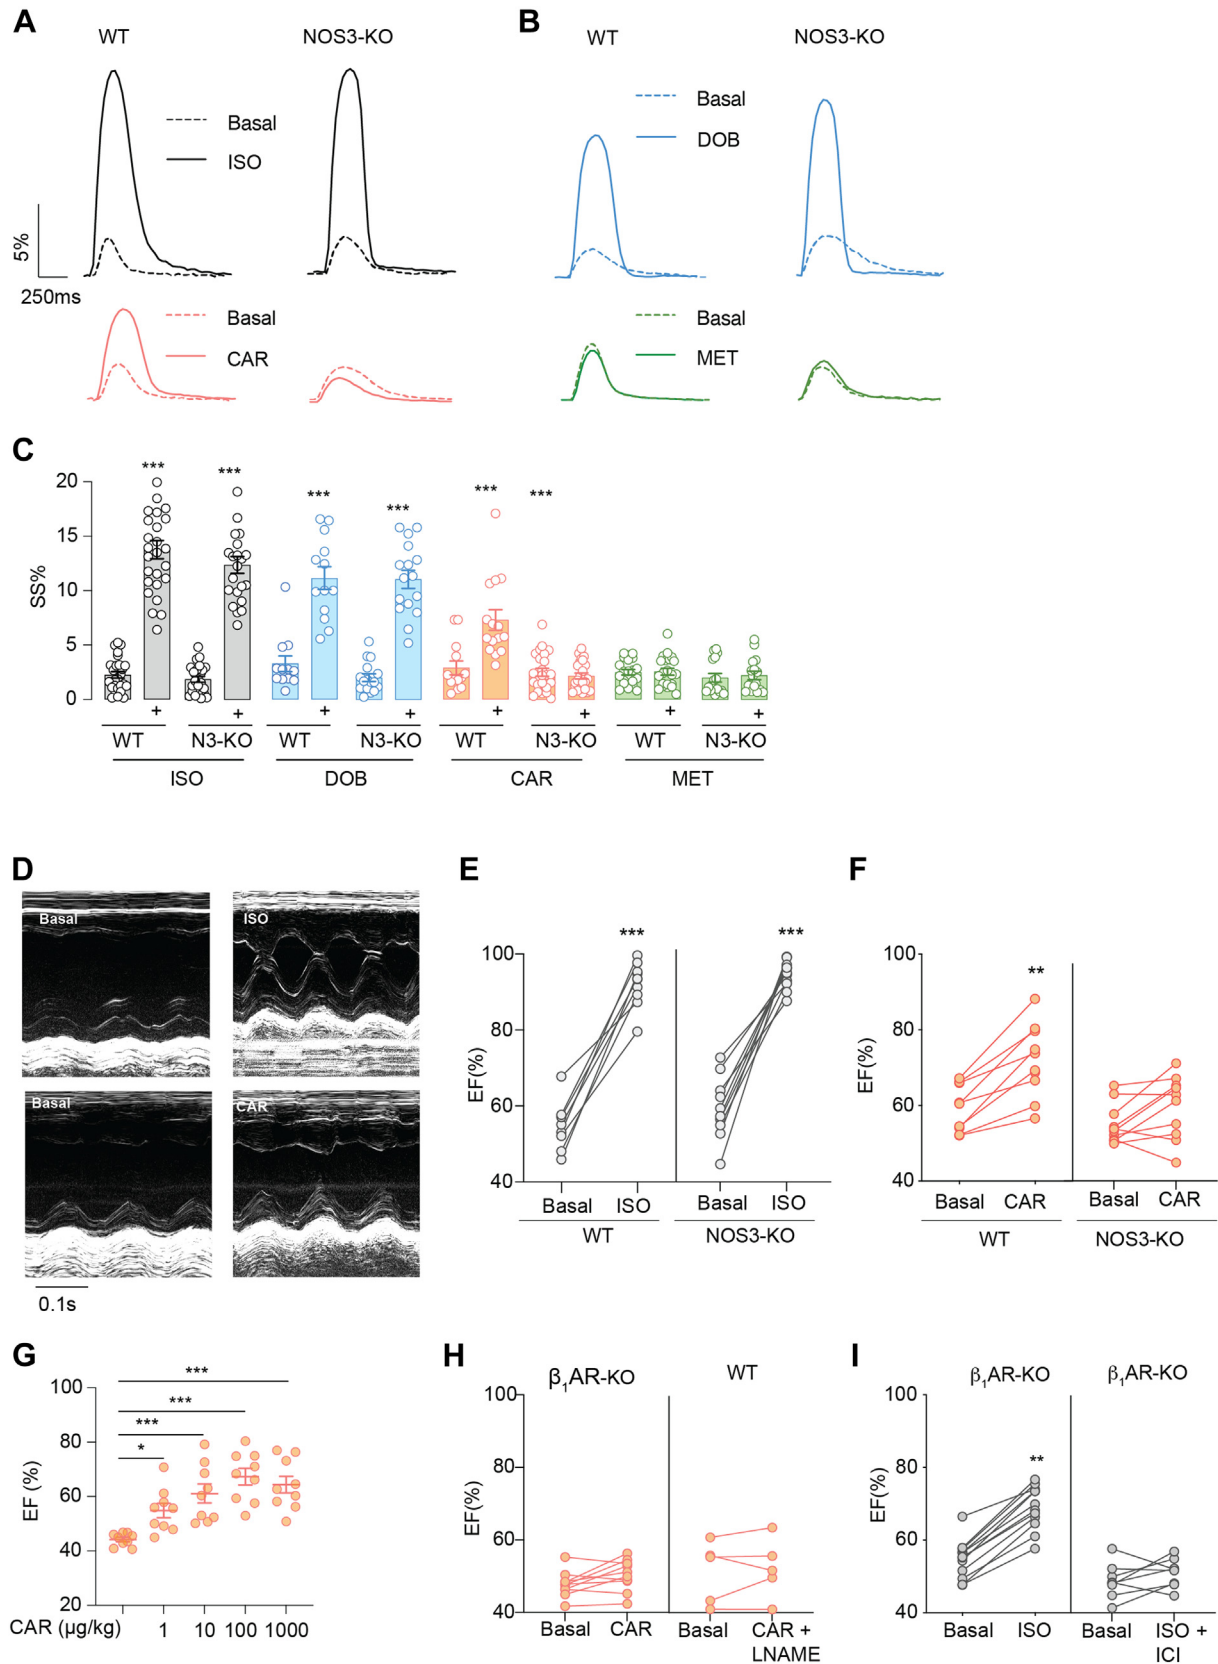 A
B
WT
NOS3-KO
WT
NOS3-KO
Basal
ISO
Basal
DOB
5%
250ms
Basal
CAR
Basal
MET
C
SS%
20
15
10
5
0
*** *** *** *** *** ***
+ + + + + + + +
WT N3-KO WT N3-KO WT N3-KO WT N3-KO
ISO DOB CAR MET
D
Basal
ISO
Basal
CAR
0.1s
E
EF(%)
100
80
60
40
*** ***
Basal ISO Basal ISO
WT NOS3-KO
F
EF(%)
100
80
60
40
**
Basal CAR Basal CAR
WT NOS3-KO
G
EF (%)
100
80
60
40
20
***
***
***
*
CAR (µg/kg) 1 10 100 1000
H
β₁AR-KO WT
EF(%)
100
80
60
40
Basal CAR Basal CAR +
LNAME
I
β₁AR-KO β₁AR-KO
EF(%)
100
80
60
40
**
Basal ISO Basal ISO +
ICI